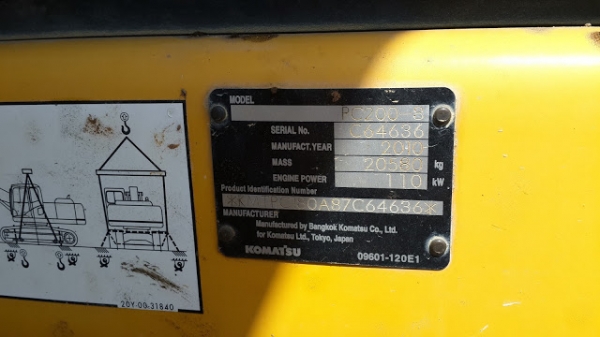 MODEL PC200-8
SERIAL No. C64636
MANUFACT.YEAR 2010
MASS kg
ENGINE POWER 110 kW
Product Identification Number
MANUFACTURER
Manufactured by Bangkok Komatsu Co., Ltd.
for Komatsu Ltd., Tokyo, Japan
KOMATSU 09601-120E1
20Y-00-31840